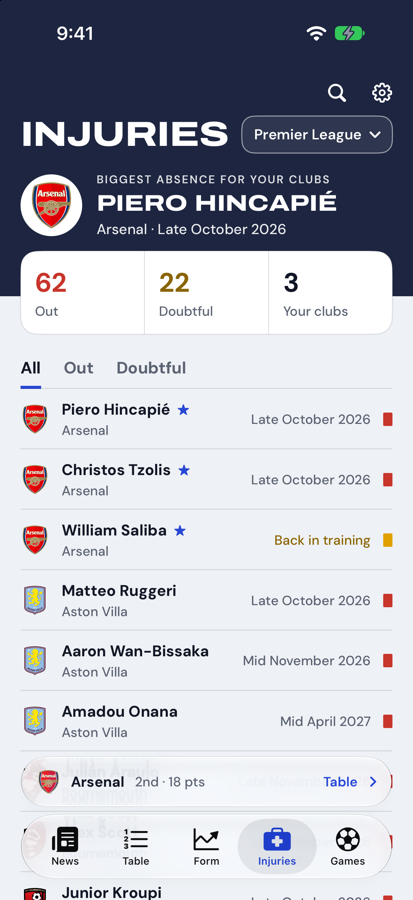 9:41
INJURIES
Premier League
BIGGEST ABSENCE FOR YOUR CLUBS
PIERO HINCAPIÉ
Arsenal · Late October 2026
62
Out
22
Doubtful
3
Your clubs
All
Out
Doubtful
Piero Hincapié
Arsenal
Late October 2026
Christos Tzolis
Arsenal
Late October 2026
William Saliba
Arsenal
Back in training
Matteo Ruggeri
Aston Villa
Late October 2026
Aaron Wan-Bissaka
Aston Villa
Mid November 2026
Amadou Onana
Aston Villa
Mid April 2027
Arsenal 2nd · 18 pts
Table
News
Table
Form
Injuries
Games
Junior Kroupi